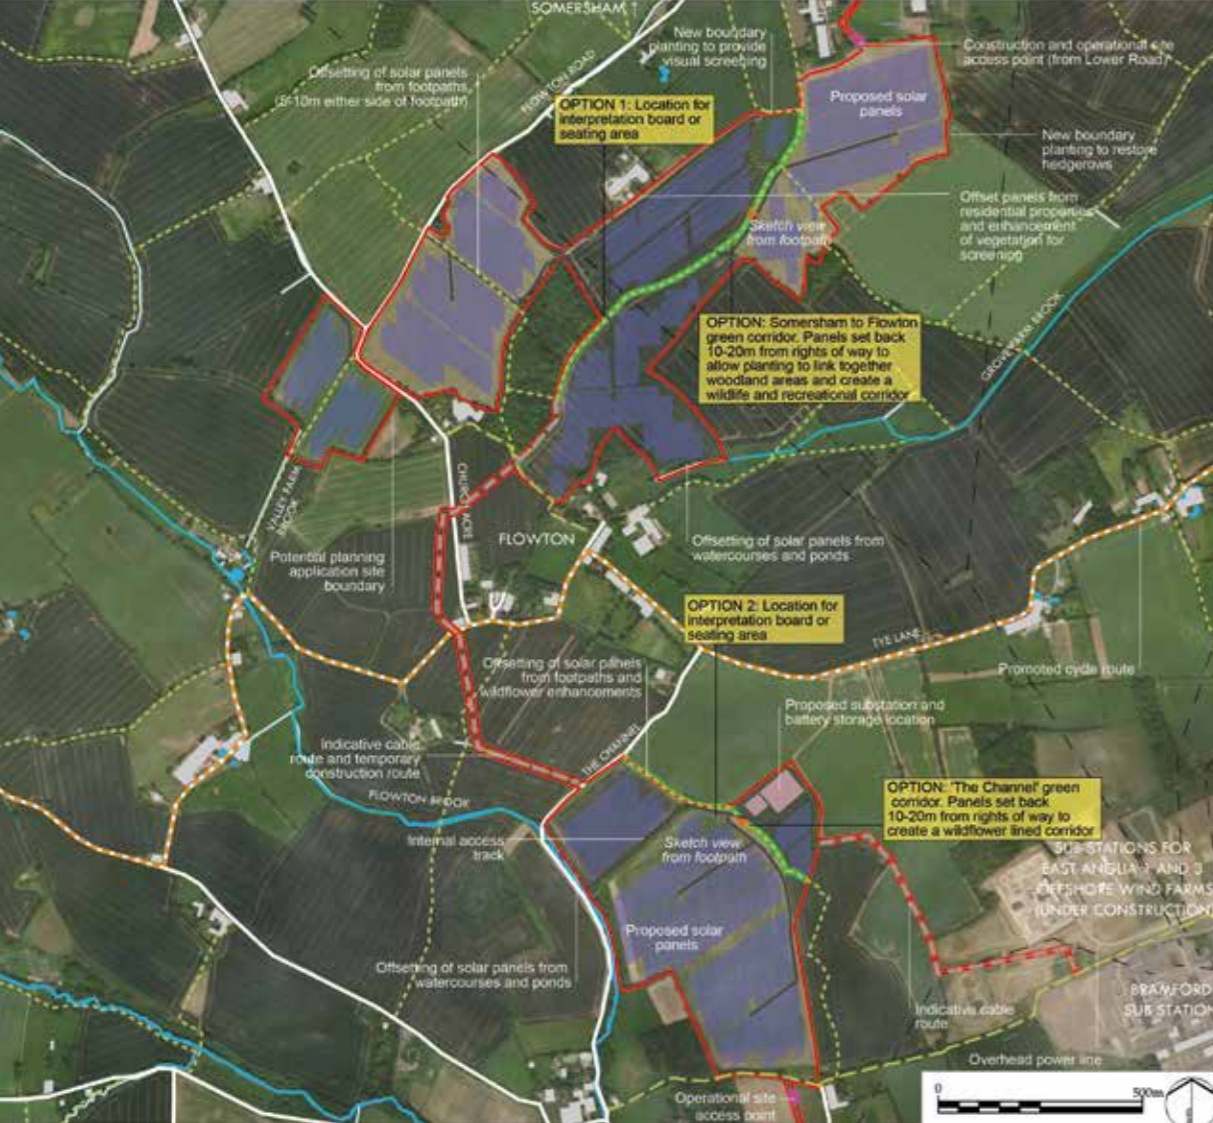 SOMERSHAM ↑
FLOWTON ROAD
New boundary
planting to provide
visual screening
Offsetting of solar panels
from footpaths
(5-10m either side of footpath)
OPTION 1: Location for
interpretation board or
seating area
Proposed solar
panels
Construction and operational site
access point (from Lower Road)
New boundary
planting to restore
hedgerows
Offset panels from
residential properties
and enhancement
of vegetation for
screening
Sketch view
from footpath
OPTION: Somersham to Flowton
green corridor. Panels set back
10-20m from rights of way to
allow planting to link together
woodland areas and create a
wildlife and recreational corridor
GROVE FARM BROOK
CHURCH
VALLEY FARM
BROOK
Potential planning
application site
boundary
FLOWTON
Offsetting of solar panels from
watercourses and ponds
OPTION 2: Location for
interpretation board or
seating area
TYE LANE
Promoted cycle route
Offsetting of solar panels
from footpaths and
wildflower enhancements
Proposed substation and
battery storage location
Indicative cable
route and temporary
construction route
THE CHANNEL
FLOWTON BROOK
OPTION: 'The Channel' green
corridor. Panels set back
10-20m from rights of way to
create a wildflower lined corridor
Internal access
track
Sketch view
from footpath
SUB STATIONS FOR
EAST ANGLIA 1 AND 3
OFFSHORE WIND FARMS
(UNDER CONSTRUCTION)
Proposed solar
panels
Offsetting of solar panels from
watercourses and ponds
BRAMFORD
SUB STATION
Indicative cable
route
Overhead power line
Operational site
access point
0 500m